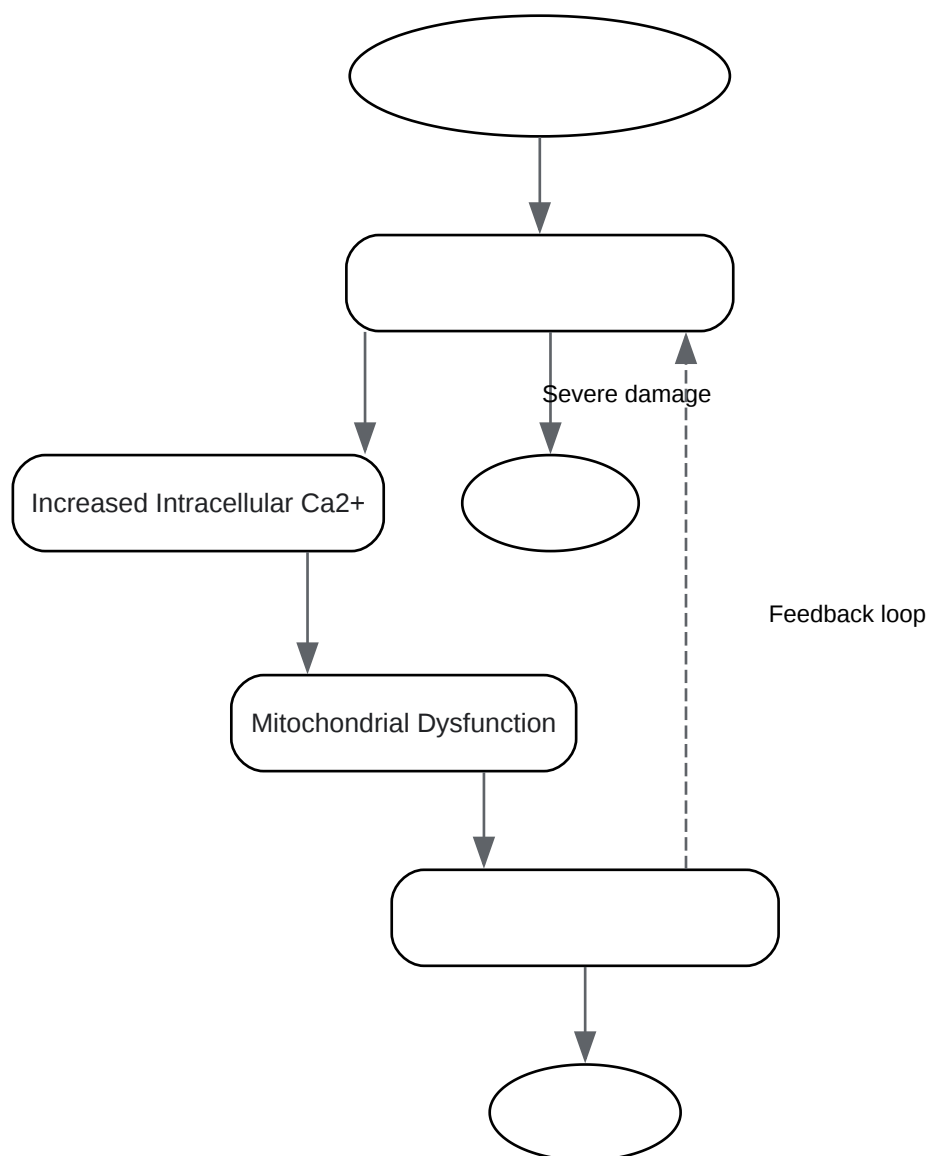 Severe damage
Increased Intracellular Ca2+
Feedback loop
Mitochondrial Dysfunction